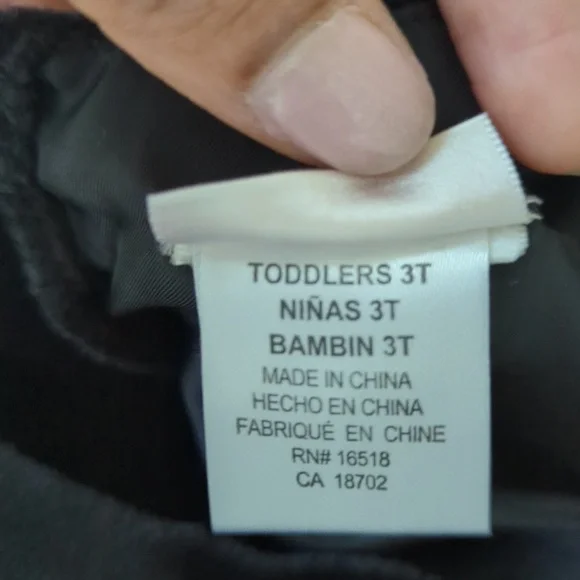 TODDLERS 3T
NIÑAS 3T
BAMBIN 3T
MADE IN CHINA
HECHO EN CHINA
FABRIQUÉ EN CHINE
RN# 16518
CA 18702